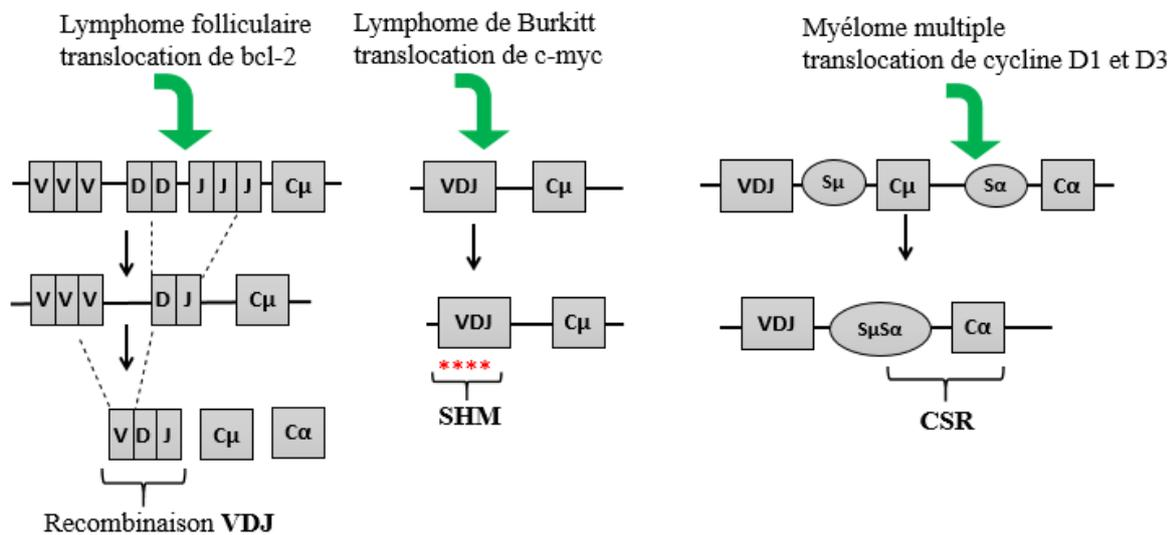 Lymphome folliculaire
translocation de bcl-2
V V V D D J J J Cμ
V V V D J Cμ
V D J Cμ Cα
Recombinaison VDJ
Lymphome de Burkitt
translocation de c-myc
VDJ Cμ
VDJ Cμ
****
SHM
Myélome multiple
translocation de cycline D1 et D3
VDJ Sμ Cμ Sα Cα
VDJ SμSα Cα
CSR